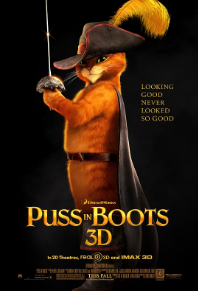 LOOKING
GOOD
NEVER
LOOKED
SO GOOD
DREAMWORKS
PUSS IN BOOTS
3D
IN 3D THEATRES, REAL D 3D AND IMAX 3D
THIS FALL